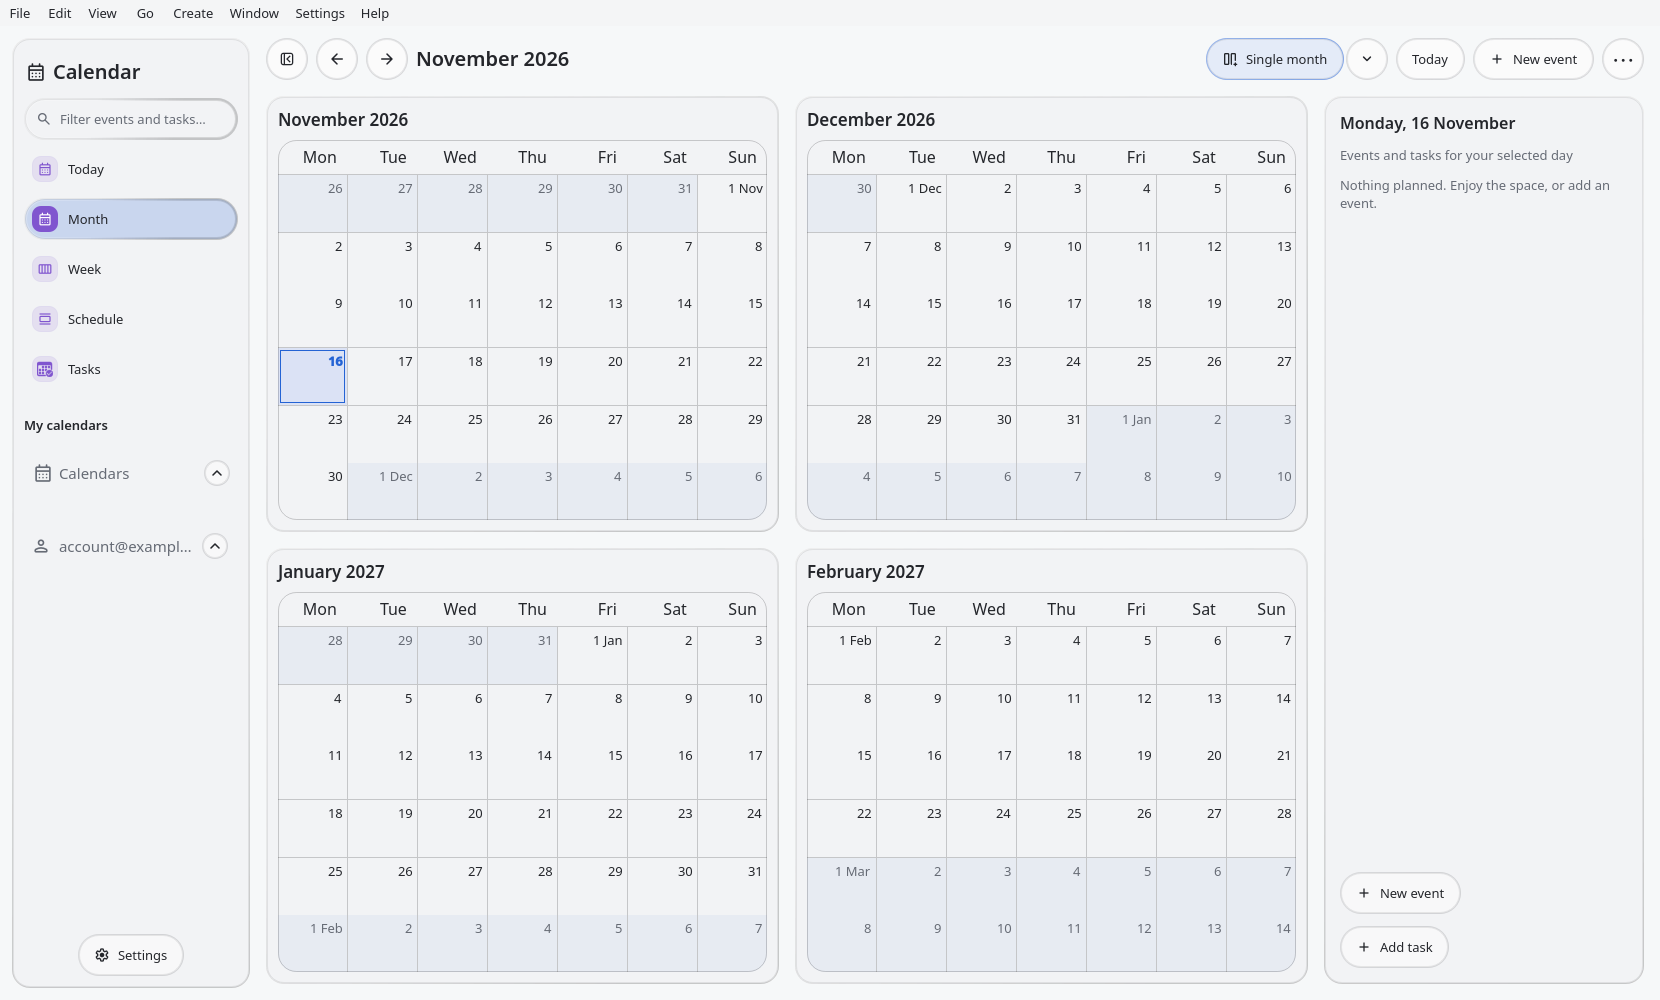 File Edit View Go Create Window Settings Help
Calendar
Filter events and tasks...
Today
Month
Week
Schedule
Tasks
My calendars
Calendars
account@exampl...
Settings
November 2026
Single month
Today
New event
November 2026
Mon Tue Wed Thu Fri Sat Sun
26 27 28 29 30 31 1 Nov
2 3 4 5 6 7 8
9 10 11 12 13 14 15
16 17 18 19 20 21 22
23 24 25 26 27 28 29
30 1 Dec 2 3 4 5 6
December 2026
Mon Tue Wed Thu Fri Sat Sun
30 1 Dec 2 3 4 5 6
7 8 9 10 11 12 13
14 15 16 17 18 19 20
21 22 23 24 25 26 27
28 29 30 31 1 Jan 2 3
4 5 6 7 8 9 10
January 2027
Mon Tue Wed Thu Fri Sat Sun
28 29 30 31 1 Jan 2 3
4 5 6 7 8 9 10
11 12 13 14 15 16 17
18 19 20 21 22 23 24
25 26 27 28 29 30 31
1 Feb 2 3 4 5 6 7
February 2027
Mon Tue Wed Thu Fri Sat Sun
1 Feb 2 3 4 5 6 7
8 9 10 11 12 13 14
15 16 17 18 19 20 21
22 23 24 25 26 27 28
1 Mar 2 3 4 5 6 7
8 9 10 11 12 13 14
Monday, 16 November
Events and tasks for your selected day
Nothing planned. Enjoy the space, or add an
event.
New event
Add task